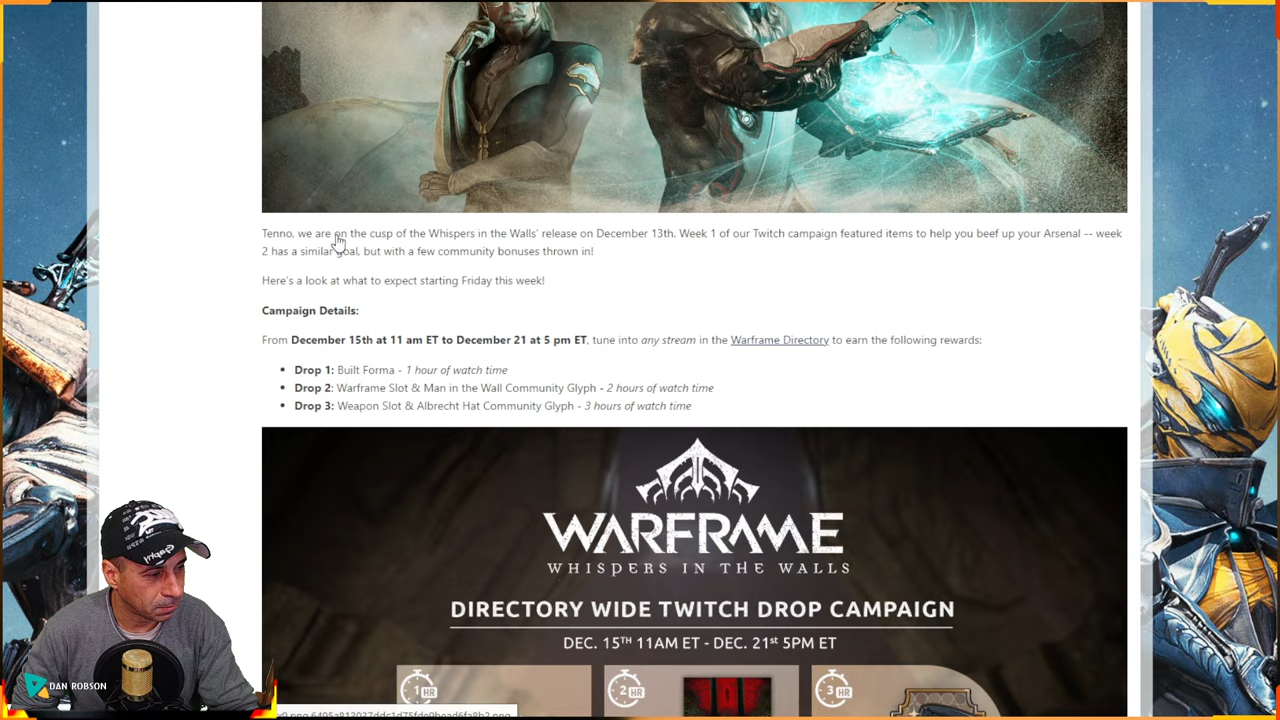 Tenno, we are on the cusp of the Whispers in the Walls' release on December 13th. Week 1 of our Twitch campaign featured items to help you beef up your Arsenal -- week
2 has a similar goal, but with a few community bonuses thrown in!
Here's a look at what to expect starting Friday this week!
Campaign Details:
From December 15th at 11 am ET to December 21 at 5 pm ET, tune into any stream in the Warframe Directory to earn the following rewards:
• Drop 1: Built Forma - 1 hour of watch time
• Drop 2: Warframe Slot & Man in the Wall Community Glyph - 2 hours of watch time
• Drop 3: Weapon Slot & Albrecht Hat Community Glyph - 3 hours of watch time
WARFRAME
WHISPERS IN THE WALLS
DIRECTORY WIDE TWITCH DROP CAMPAIGN
DEC. 15TH 11AM ET - DEC. 21st 5PM ET
1 HR
2 HR
3 HR
DAN ROBSON